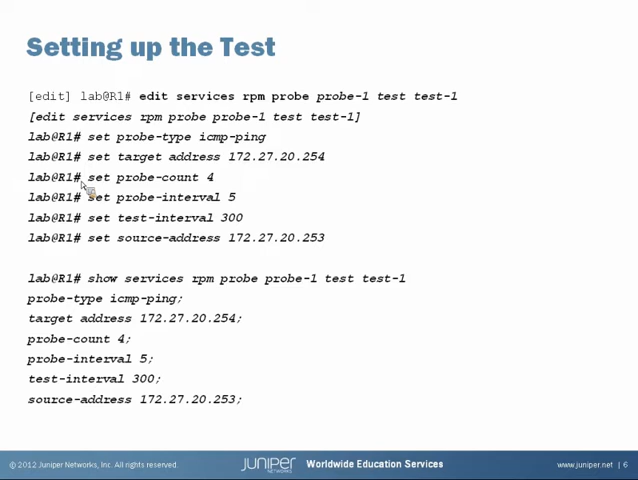 Setting up the Test
[edit] lab@R1# edit services rpm probe probe-1 test test-1
[edit services rpm probe probe-1 test test-1]
lab@R1# set probe-type icmp-ping
lab@R1# set target address 172.27.20.254
lab@R1# set probe-count 4
lab@R1# set probe-interval 5
lab@R1# set test-interval 300
lab@R1# set source-address 172.27.20.253
lab@R1# show services rpm probe probe-1 test test-1
probe-type icmp-ping;
target address 172.27.20.254;
probe-count 4;
probe-interval 5;
test-interval 300;
source-address 172.27.20.253;
© 2012 Juniper Networks, Inc. All rights reserved. JUNIPER NETWORKS Worldwide Education Services www.juniper.net | 6